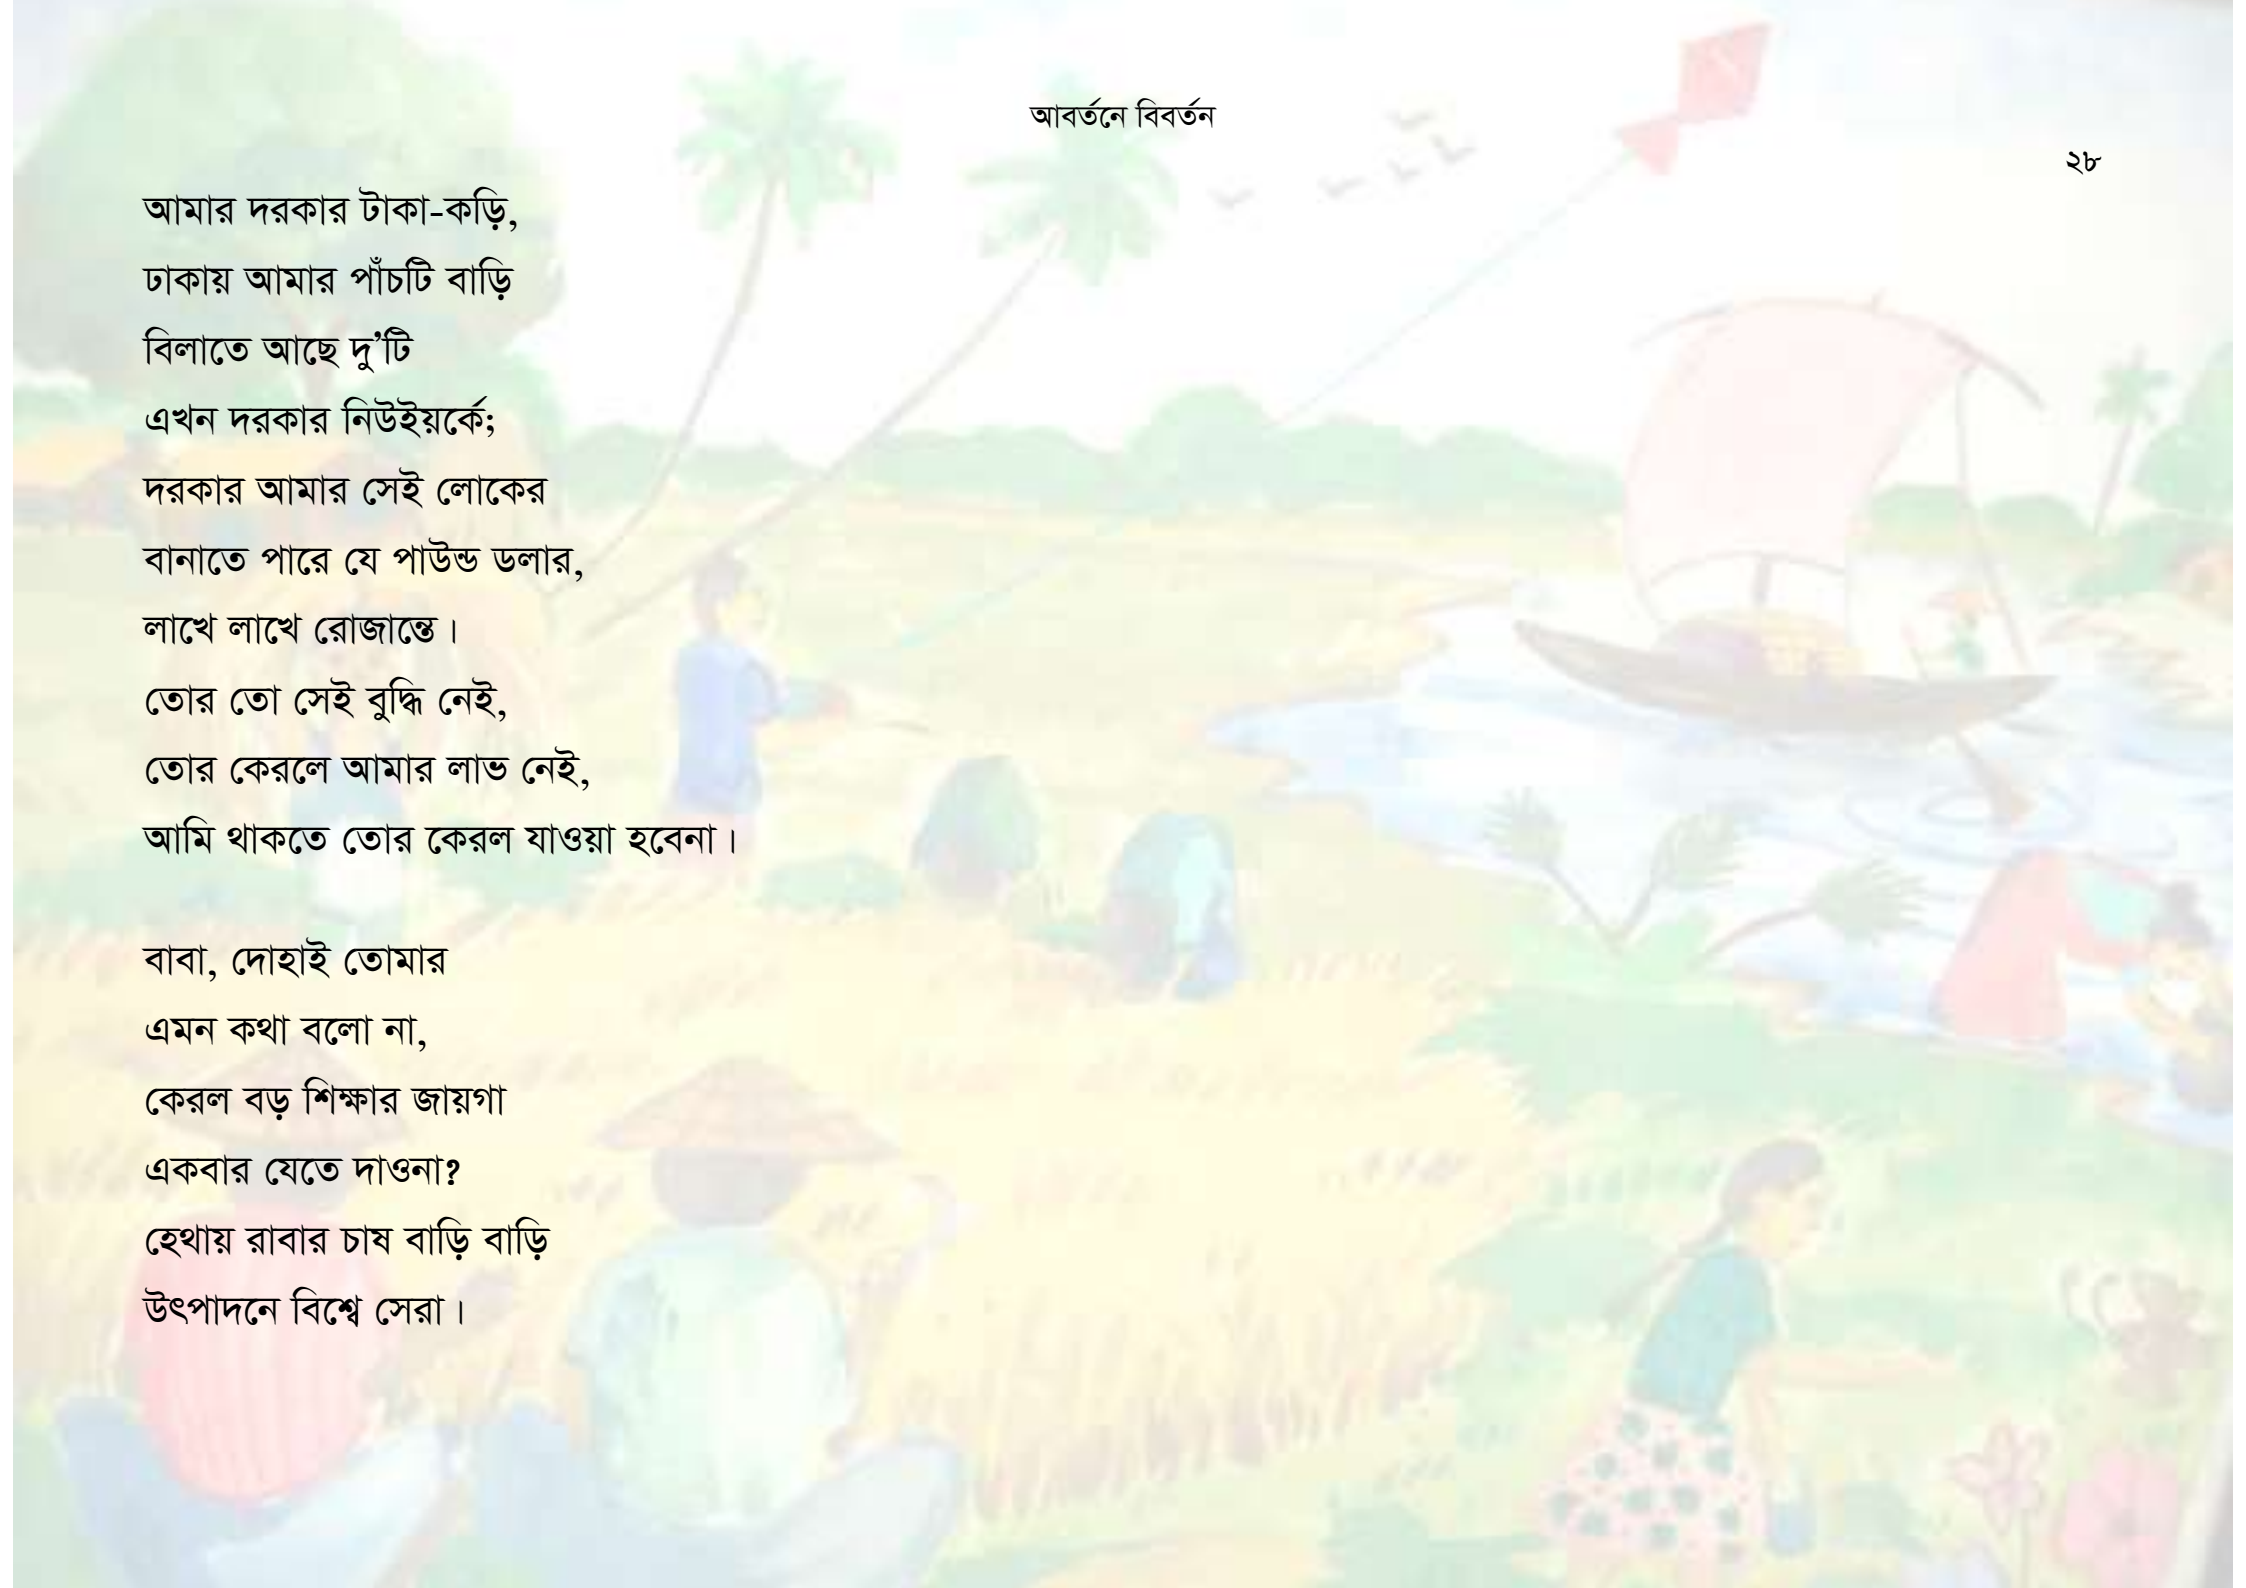 আবর্তনে বিবর্তন
২৮
আমার দরকার টাকা-কড়ি,
ঢাকায় আমার পাঁচটি বাড়ি
বিলাতে আছে দু’টি
এখন দরকার নিউইয়র্কে;
দরকার আমার সেই লোকের
বানাতে পারে যে পাউন্ড ডলার,
লাখে লাখে রোজান্তে।
তোর তো সেই বুদ্ধি নেই,
তোর কেরলে আমার লাভ নেই,
আমি থাকতে তোর কেরল যাওয়া হবেনা।
বাবা, দোহাই তোমার
এমন কথা বলো না,
কেরল বড় শিক্ষার জায়গা
একবার যেতে দাওনা?
হেথায় রাবার চাষ বাড়ি বাড়ি
উৎপাদনে বিশ্বে সেরা।